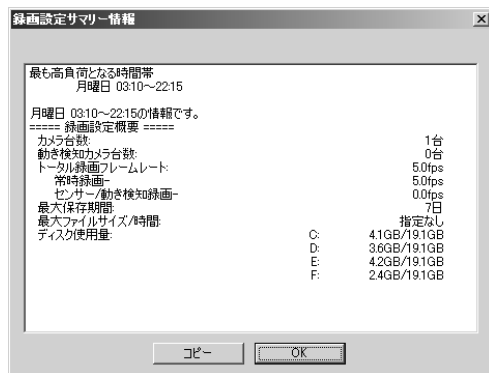 録画設定サマリー情報
最も高負荷となる時間帯
月曜日 03:10～22:15
月曜日 03:10～22:15の情報です。
===== 録画設定概要 =====
カメラ台数: 1台
動き検知カメラ台数: 0台
トータル録画フレームレート: 5.0fps
常時録画- 5.0fps
センサー/動き検知録画- 0.0fps
最大保存期間: 7日
最大ファイルサイズ/時間: 指定なし
ディスク使用量: C: 4.1GB/19.1GB
D: 3.6GB/19.1GB
E: 4.2GB/19.1GB
F: 2.4GB/19.1GB
コピー OK